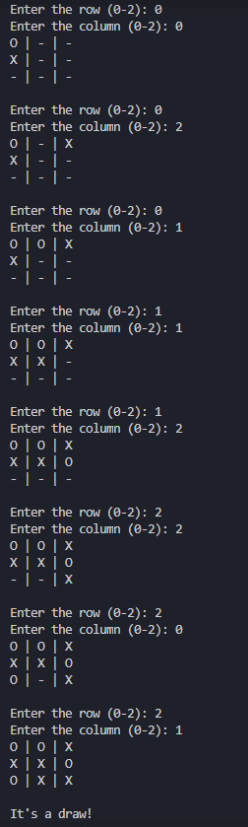 Enter the row (0-2): 0
Enter the column (0-2): 0
O | - | -
X | - | -
- | - | -
Enter the row (0-2): 0
Enter the column (0-2): 2
O | - | X
X | - | -
- | - | -
Enter the row (0-2): 0
Enter the column (0-2): 1
O | O | X
X | - | -
- | - | -
Enter the row (0-2): 1
Enter the column (0-2): 1
O | O | X
X | X | -
- | - | -
Enter the row (0-2): 1
Enter the column (0-2): 2
O | O | X
X | X | O
- | - | -
Enter the row (0-2): 2
Enter the column (0-2): 2
O | O | X
X | X | O
- | - | X
Enter the row (0-2): 2
Enter the column (0-2): 0
O | O | X
X | X | O
O | - | X
Enter the row (0-2): 2
Enter the column (0-2): 1
O | O | X
X | X | O
O | X | X
It's a draw!